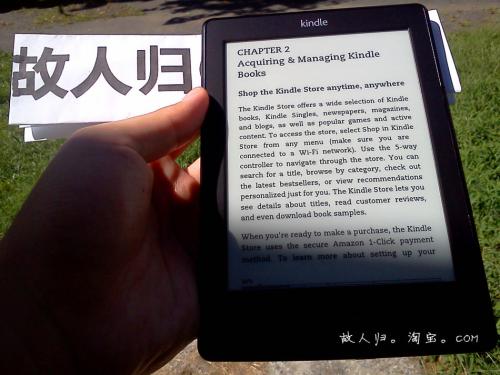 kindle
故人归
CHAPTER 2
Acquiring & Managing Kindle
Books
Shop the Kindle Store anytime, anywhere
The Kindle Store offers a wide selection of Kindle
books, Kindle Singles, newspapers, magazines,
and blogs, as well as popular games and active
content. To access the store, select Shop in Kindle
Store from any menu (make sure you are
connected to a Wi-Fi network). Use the 5-way
controller to navigate through the store. You can
search for a title, browse by category, check out
the latest bestsellers, or view recommendations
personalized just for you. The Kindle Store lets you
see details about titles, read customer reviews,
and even download book samples.
When you're ready to make a purchase, the Kindle
Store uses the secure Amazon 1-Click payment
method. To learn more about setting up your
故人归。淘宝。COM